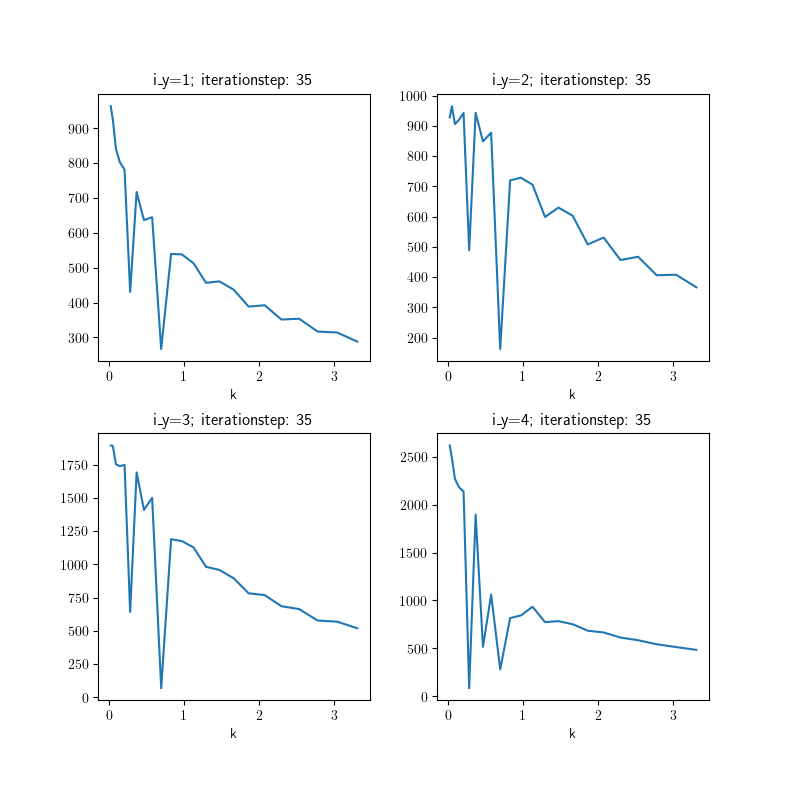 i_y=1; iterationstep: 35
900
800
700
600
500
400
300
0 1 2 3
k
i_y=2; iterationstep: 35
1000
900
800
700
600
500
400
300
200
0 1 2 3
k
i_y=3; iterationstep: 35
1750
1500
1250
1000
750
500
250
0
0 1 2 3
k
i_y=4; iterationstep: 35
2500
2000
1500
1000
500
0
0 1 2 3
k